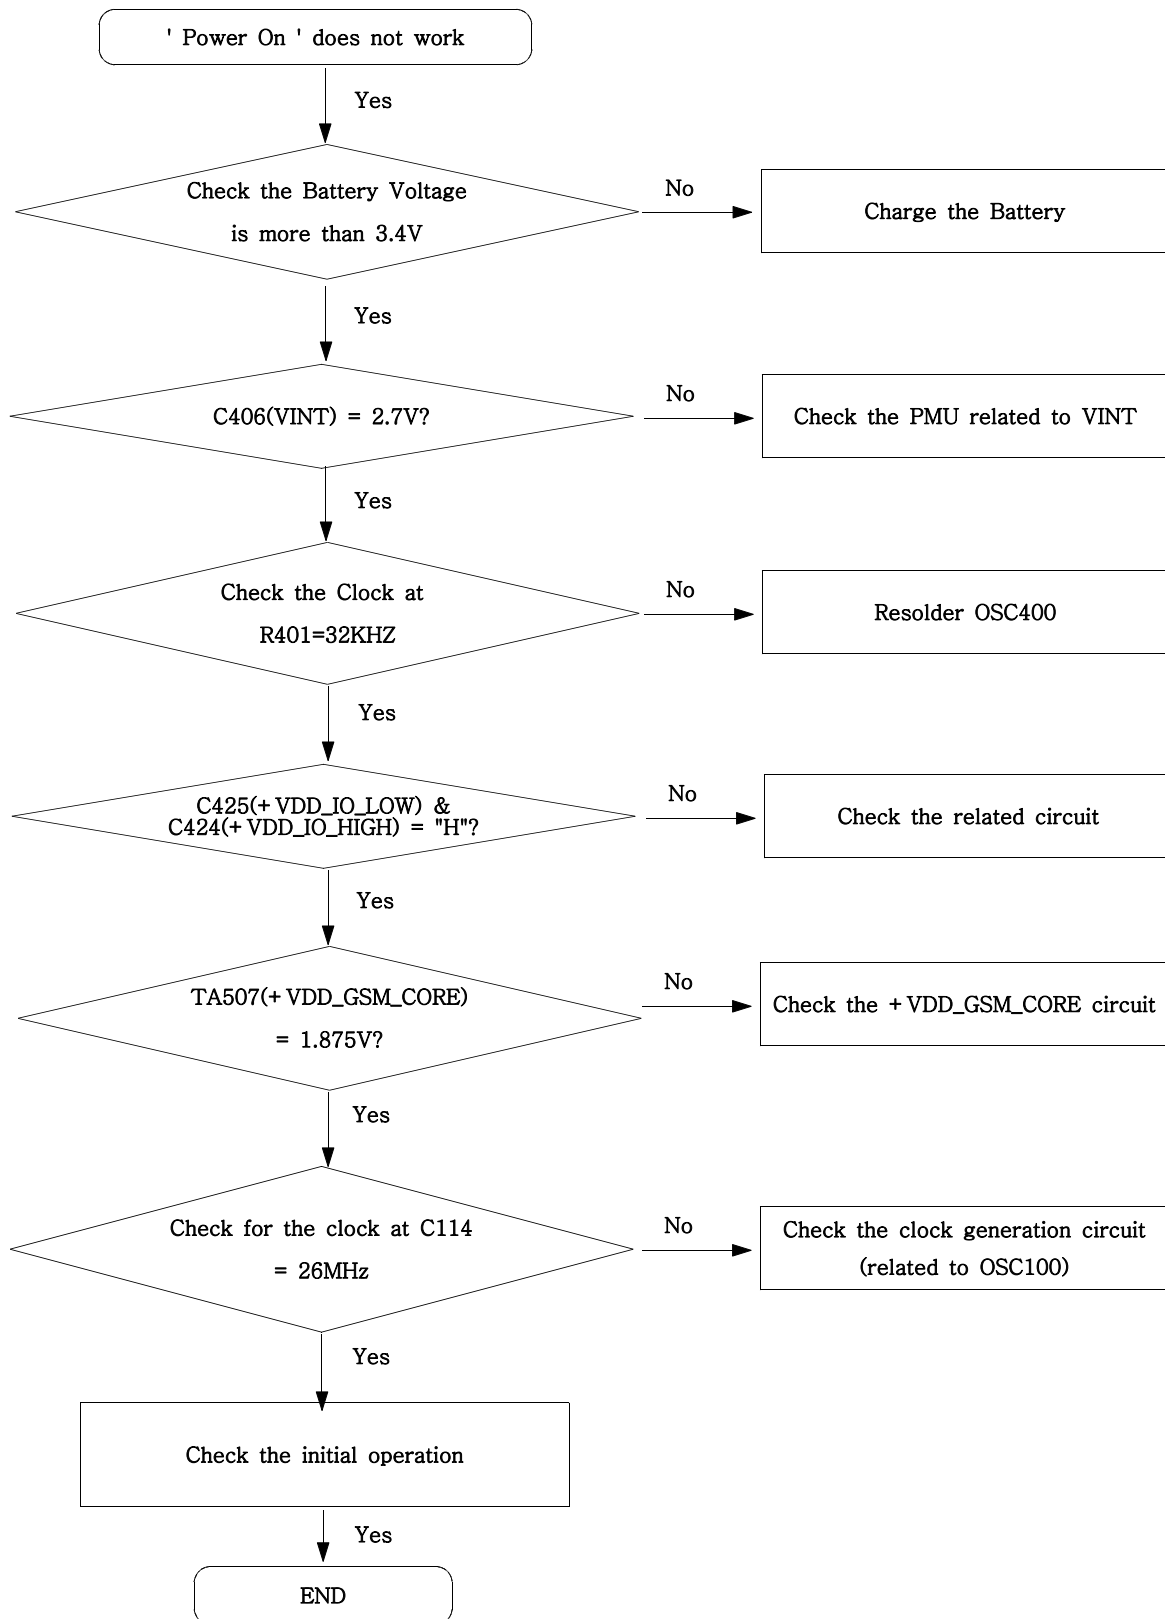 ' Power On ' does not work
Yes
Check the Battery Voltage
is more than 3.4V
No
Charge the Battery
Yes
C406(VINT) = 2.7V?
No
Check the PMU related to VINT
Yes
Check the Clock at
R401=32KHZ
No
Resolder OSC400
Yes
C425(+VDD_IO_LOW) &
C424(+VDD_IO_HIGH) = "H"?
No
Check the related circuit
Yes
TA507(+VDD_GSM_CORE)
= 1.875V?
No
Check the +VDD_GSM_CORE circuit
Yes
Check for the clock at C114
= 26MHz
No
Check the clock generation circuit
(related to OSC100)
Yes
Check the initial operation
Yes
END